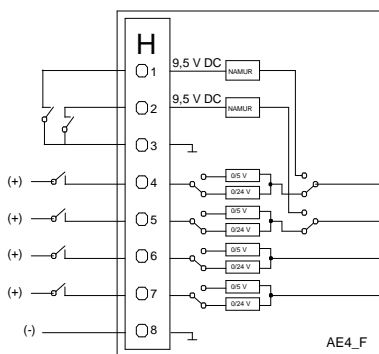 H
1 9,5 V DC NAMUR
2 9,5 V DC NAMUR
3
(+) 4 0/5 V
0/24 V
(+) 5 0/5 V
0/24 V
(+) 6 0/5 V
0/24 V
(+) 7 0/5 V
0/24 V
(-) 8
AE4_F